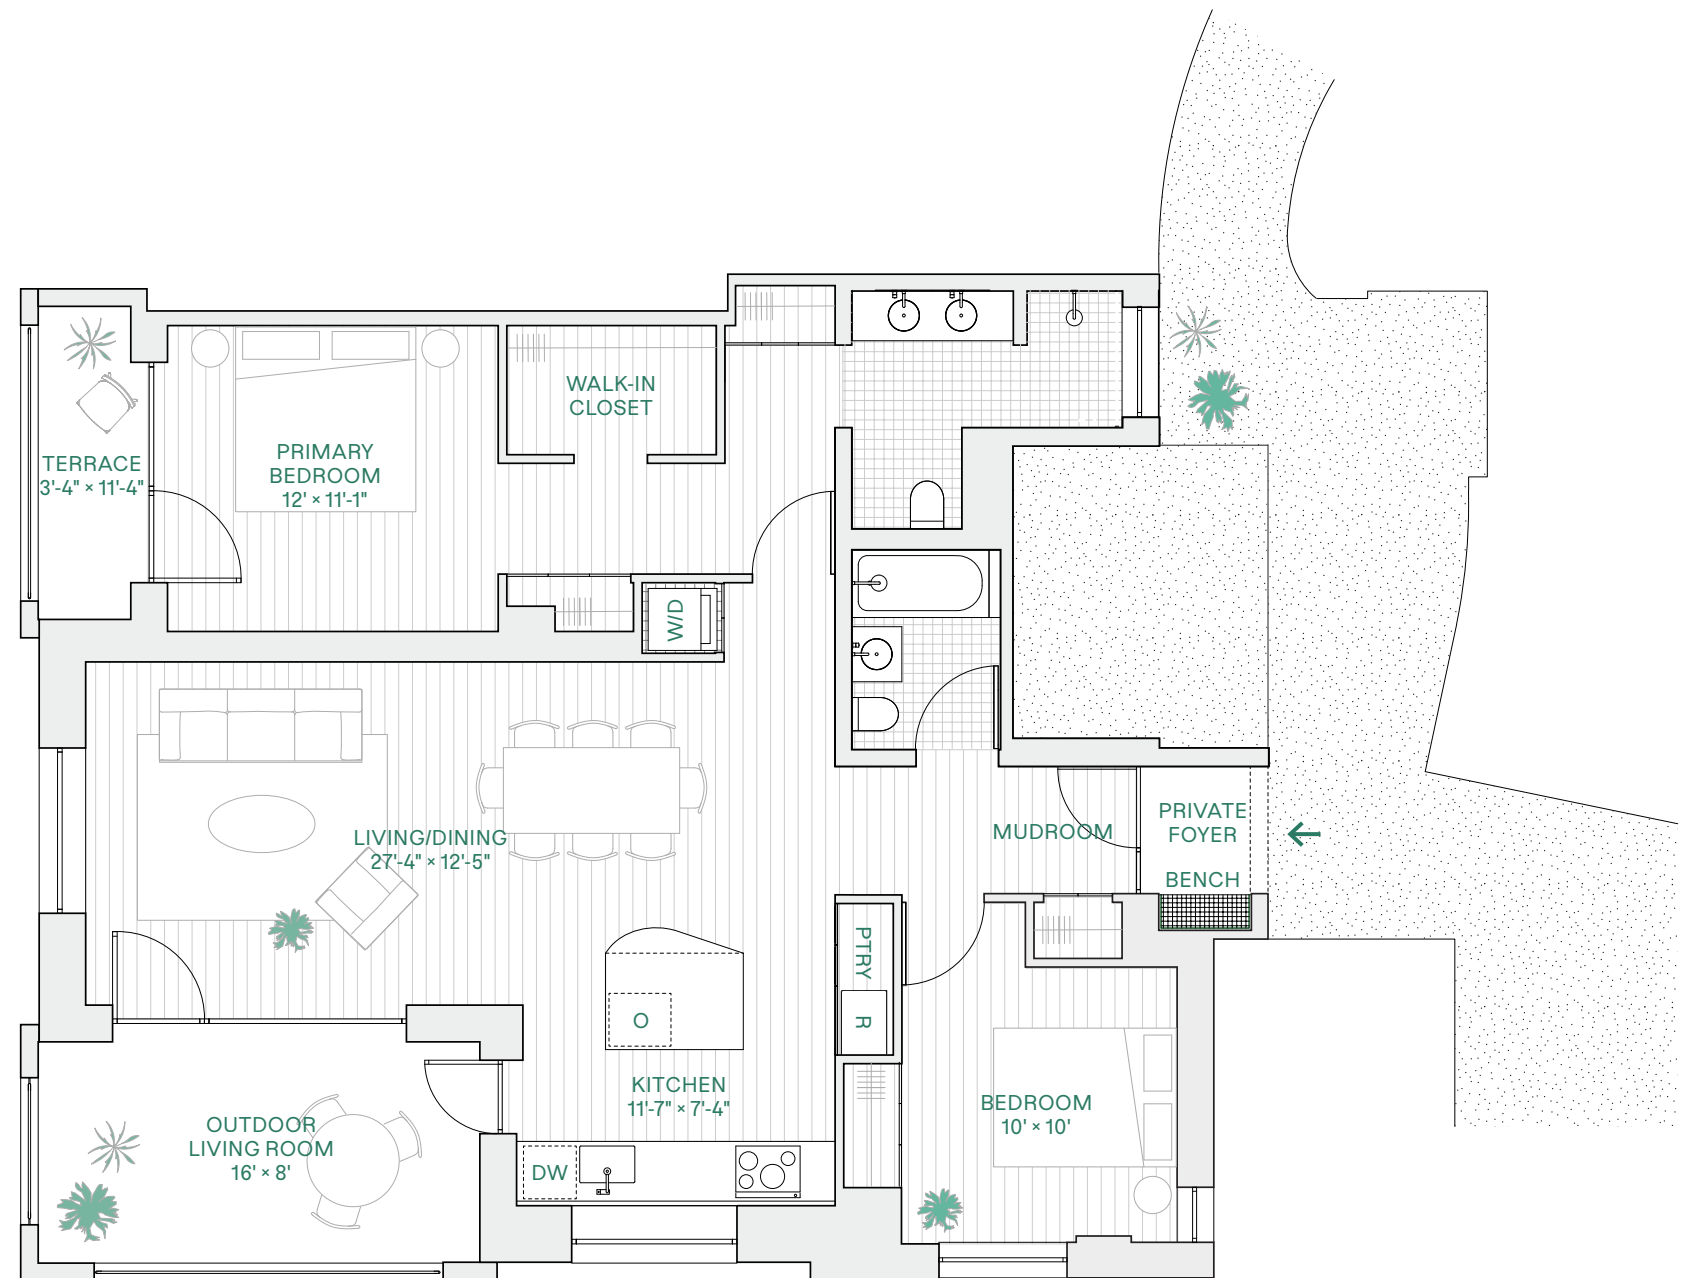 WALK-IN
CLOSET
PRIMARY
BEDROOM
12' × 11'-1"
TERRACE
3'-4" × 11'-4"
W/D
LIVING/DINING
27'-4" × 12'-5"
MUDROOM
PRIVATE
FOYER
BENCH
PTRY
R
O
KITCHEN
11'-7" × 7'-4"
BEDROOM
10' × 10'
OUTDOOR
LIVING ROOM
16' × 8'
DW